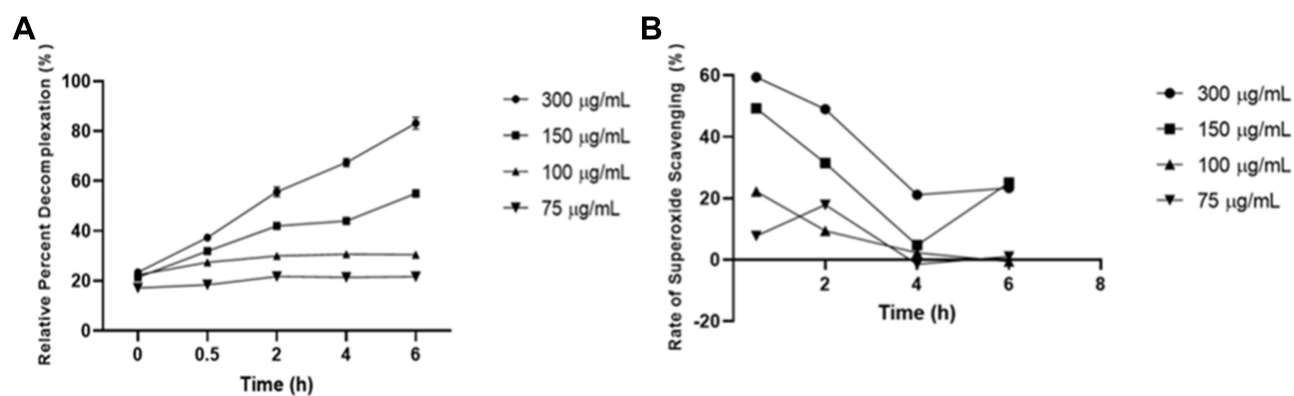 A
Relative Percent Decomplexation (%)
100
80
60
40
20
0
0 0.5 2 4 6
Time (h)
300 µg/mL
150 µg/mL
100 µg/mL
75 µg/mL
B
Rate of Superoxide Scavenging (%)
60
40
20
0
-20
2 4 6 8
Time (h)
300 µg/mL
150 µg/mL
100 µg/mL
75 µg/mL